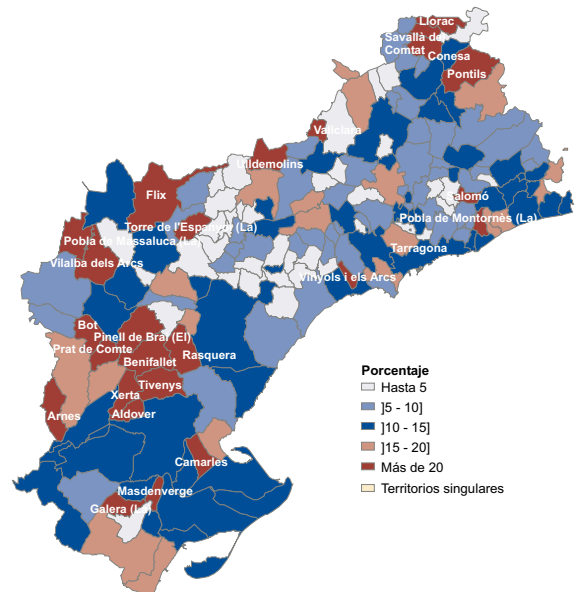 Llorac
Savallà del
Comtat
Conesa
Pontils
Vallclara
Ulldemolins
Flix
alomó
Torre de l'Espanyol (La)
Pobla de Massaluca (La)
Pobla de Montornès (La)
Vilalba dels Arcs
Tarragona
Vinyols i els Arcs
Bot
Pinell de Brai (El)
Prat de Comte
Benifallet
Rasquera
Tivenys
Xerta
Arnes
Aldover
Camarles
Masdenverge
Galera (La)
Porcentaje
Hasta 5
]5 - 10]
]10 - 15]
]15 - 20]
Más de 20
Territorios singulares